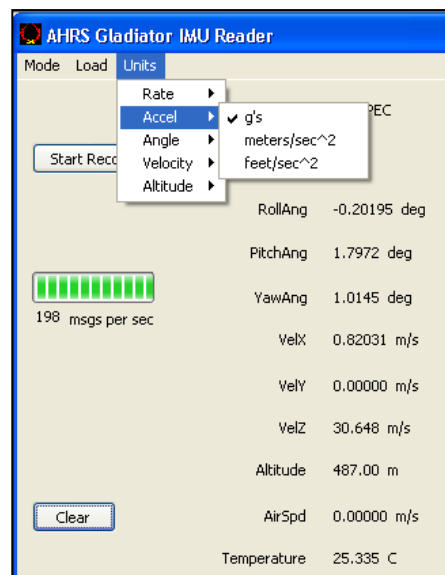 AHRS Gladiator IMU Reader
Mode Load Units
Rate
Accel
Angle
Velocity
Altitude
g's
meters/sec^2
feet/sec^2
PEC
Start Reco
RollAng -0.20195 deg
PitchAng 1.7972 deg
YawAng 1.0145 deg
198 msgs per sec
VelX 0.82031 m/s
VelY 0.00000 m/s
VelZ 30.648 m/s
Altitude 487.00 m
Clear
AirSpd 0.00000 m/s
Temperature 25.335 C